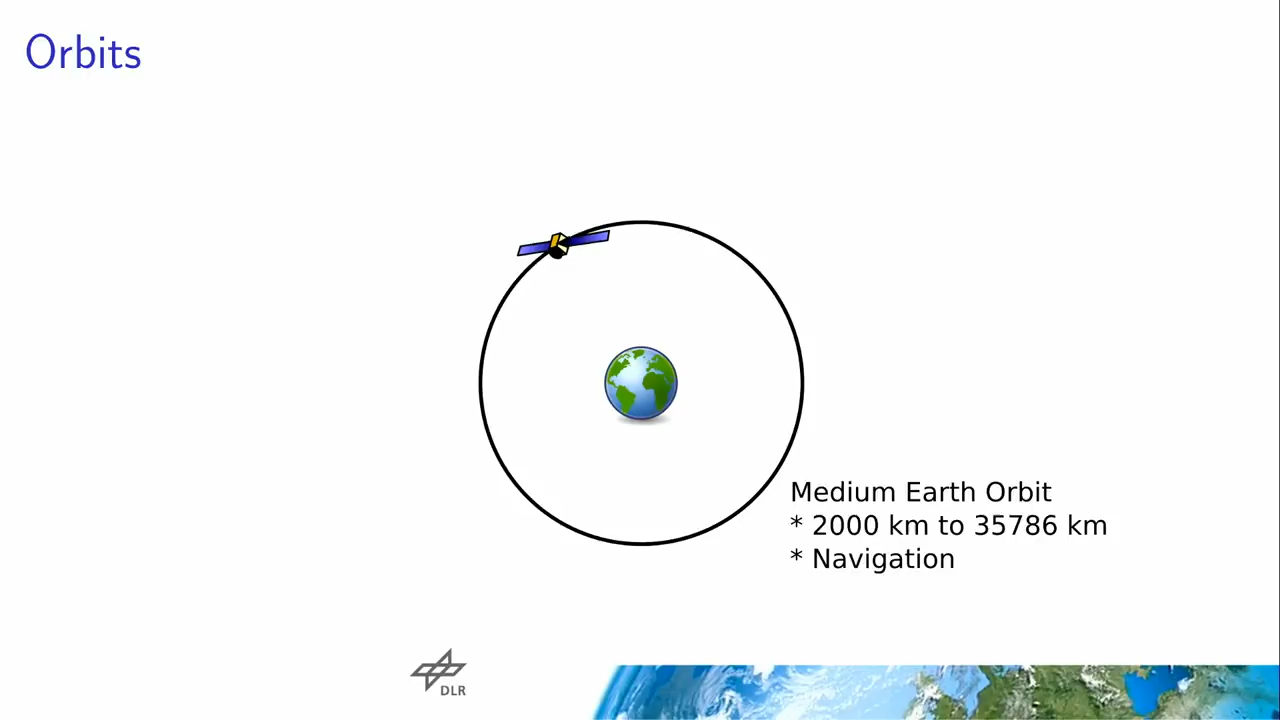 Orbits
Medium Earth Orbit
* 2000 km to 35786 km
* Navigation
DLR